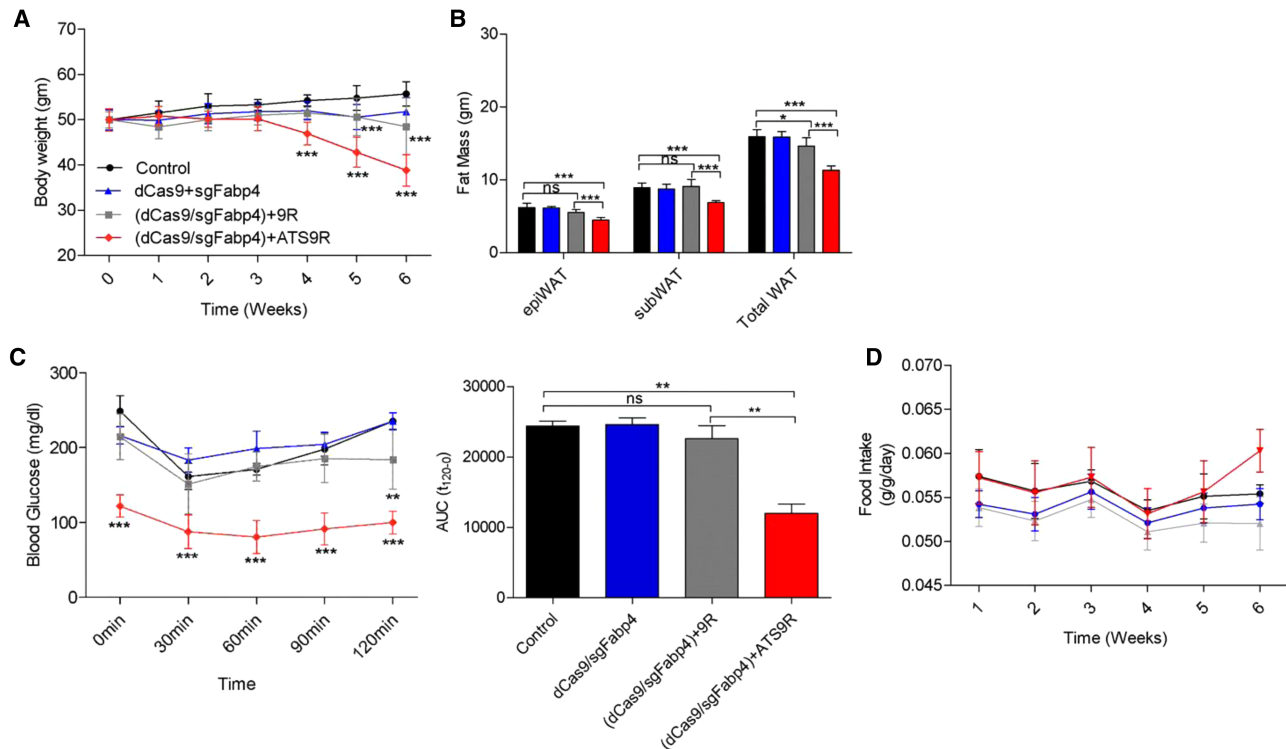 A
Body weight (gm)
70
60
50
40
30
20
Control
dCas9+sgFabp4
(dCas9/sgFabp4)+9R
(dCas9/sgFabp4)+ATS9R
***
***
***
***
***
0 1 2 3 4 5 6
Time (Weeks)
B
Fat Mass (gm)
30
20
10
0
***
ns
***
***
ns
***
***
*
***
epiWAT
subWAT
Total WAT
C
Blood Glucose (mg/dl)
300
200
100
0
***
***
***
***
**
***
0min
30min
60min
90min
120min
Time
AUC (t120-0)
30000
20000
10000
0
**
ns
**
Control
dCas9/sgFabp4
(dCas9/sgFabp4)+9R
(dCas9/sgFabp4)+ATS9R
D
Food Intake
(g/g/day)
0.070
0.065
0.060
0.055
0.050
0.045
1 2 3 4 5 6
Time (Weeks)